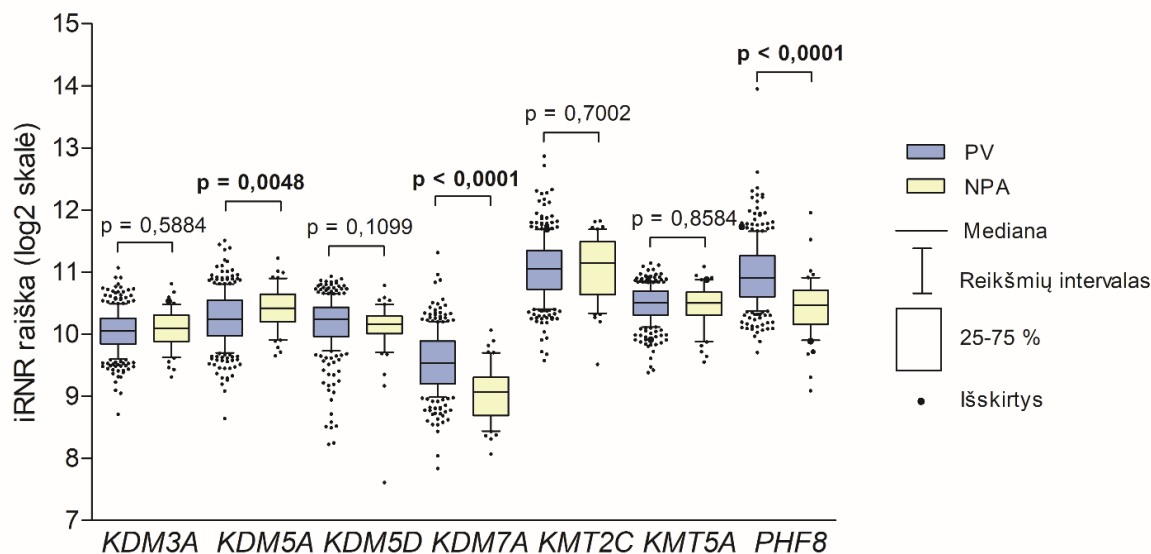 15
14
13
12
11
10
9
8
7
iRNR raiška (log2 skalė)
p = 0,5884
p = 0,0048
p = 0,1099
p < 0,0001
p = 0,7002
p = 0,8584
p < 0,0001
KDM3A KDM5A KDM5D KDM7A KMT2C KMT5A PHF8
PV
NPA
Mediana
Reikšmių intervalas
25-75 %
Išskirtys